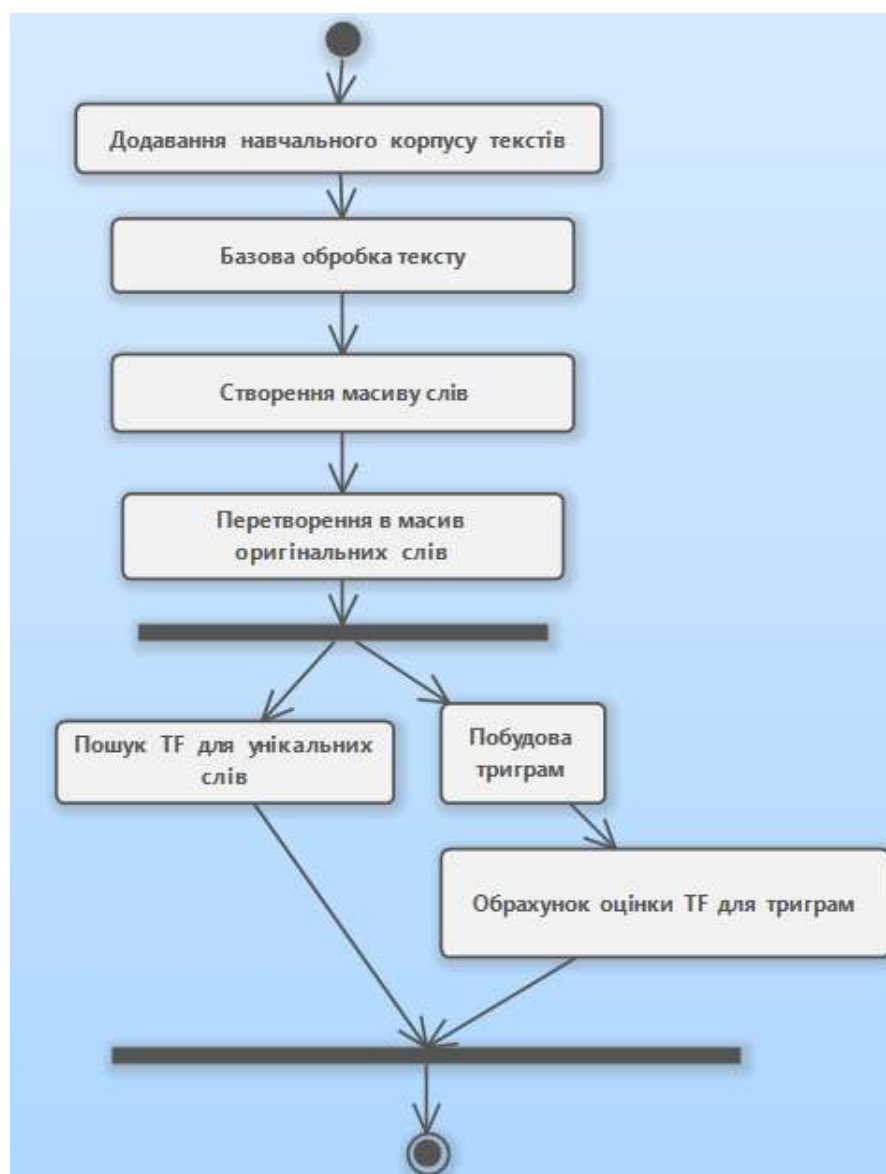 Додавання навчального корпусу текстів
Базова обробка тексту
Створення масиву слів
Перетворення в масив
оригінальних слів
Пошук TF для унікальних
слів
Побудова
триграм
Обрахунок оцінки TF для триграм